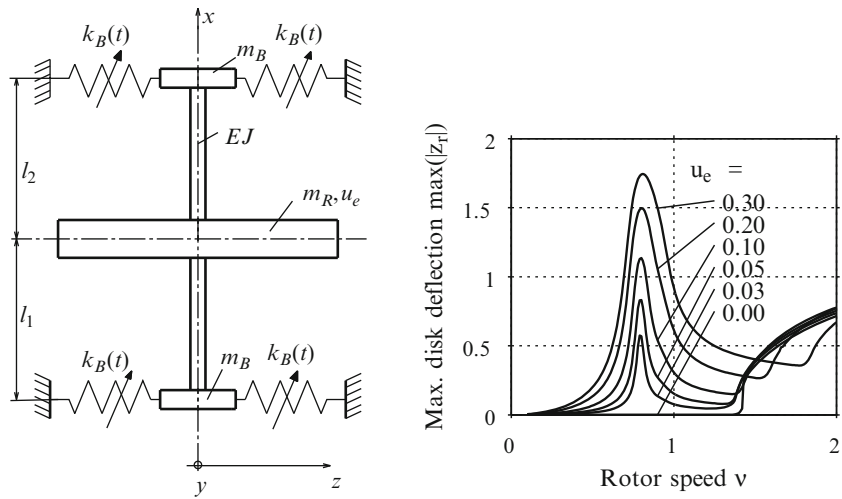 x
k_B(t)
m_B
k_B(t)
EJ
l_2
m_R, u_e
l_1
k_B(t)
m_B
k_B(t)
y
z
Max. disk deflection max(|z_r|)
2
1.5
1
0.5
0
u_e =
0.30
0.20
0.10
0.05
0.03
0.00
0
1
2
Rotor speed ν